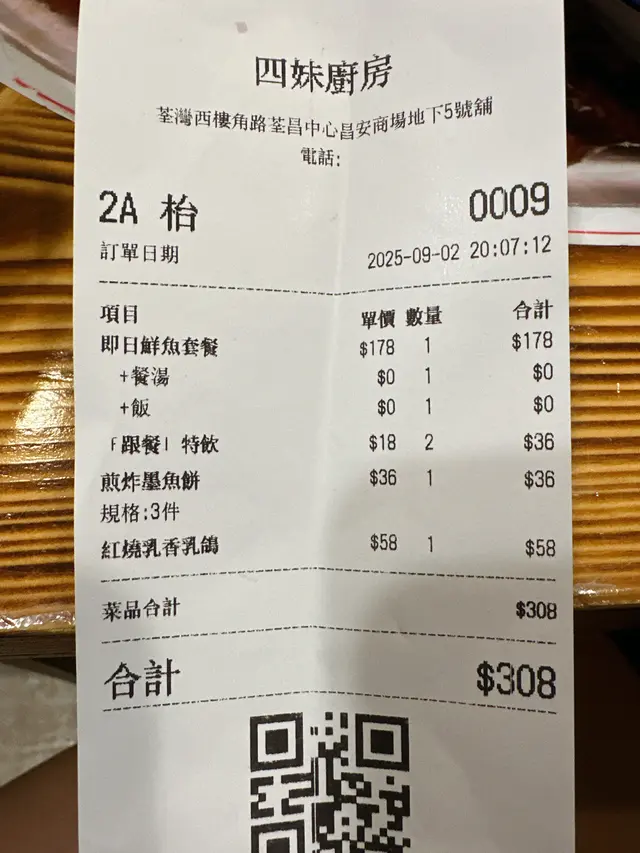 四妹廚房
荃灣西樓角路荃昌中心昌安商場地下5號舖
電話:
2A 枱 0009
訂單日期 2025-09-02 20:07:12
項目 單價 數量 合計
即日鮮魚套餐 $178 1 $178
+餐湯 $0 1 $0
+飯 $0 1 $0
「跟餐」特飲 $18 2 $36
煎炸墨魚餅 $36 1 $36
規格:3件
紅燒乳香乳鴿 $58 1 $58
菜品合計 $308
合計 $308